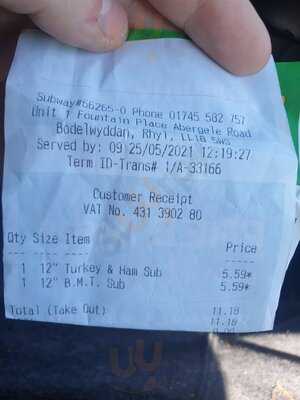 Subway#66265-0 Phone 01745 582 757
Unit 1 Fountain Place Abergele Road
Bodelwyddan, Rhyl, LL18 5WS
Served by: 09 25/05/2021 12:19:27
Term ID-Trans# 1/A-33166
Customer Receipt
VAT No. 431 3902 80
Qty Size Item Price
--- ---- ---- -----
1 12" Turkey & Ham Sub 5.59*
1 12" B.M.T. Sub 5.59*
Total (Take Out) 11.18
11.18